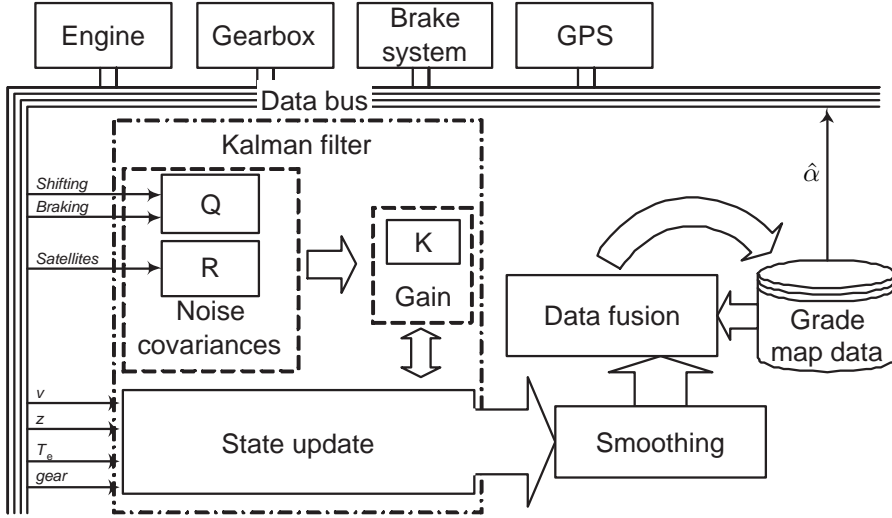 Engine
Gearbox
Brake
system
GPS
Data bus
Kalman filter
Shifting
Braking
Satellites
Q
R
Noise
covariances
K
Gain
α̂
Data fusion
Grade
map data
v
z
Tₑ
gear
State update
Smoothing